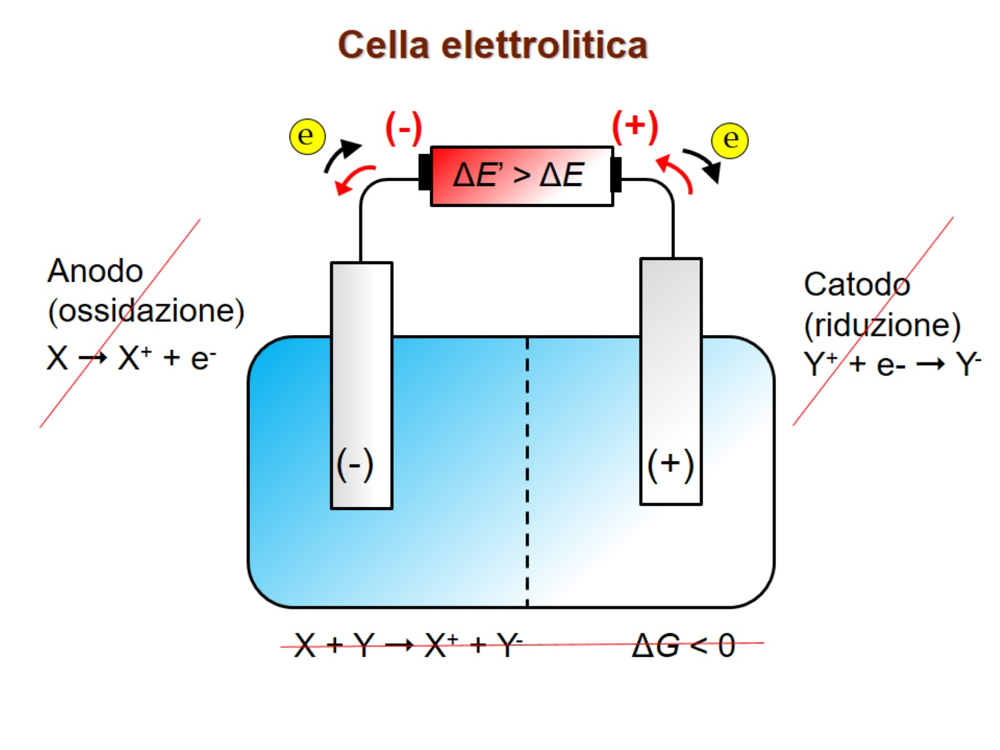 Cella elettrolitica
e
(-)
(+)
e
ΔE’ > ΔE
Anodo
(ossidazione)
X → X⁺ + e⁻
Catodo
(riduzione)
Y⁺ + e- → Y⁻
(-)
(+)
X + Y → X⁺ + Y⁻
ΔG < 0